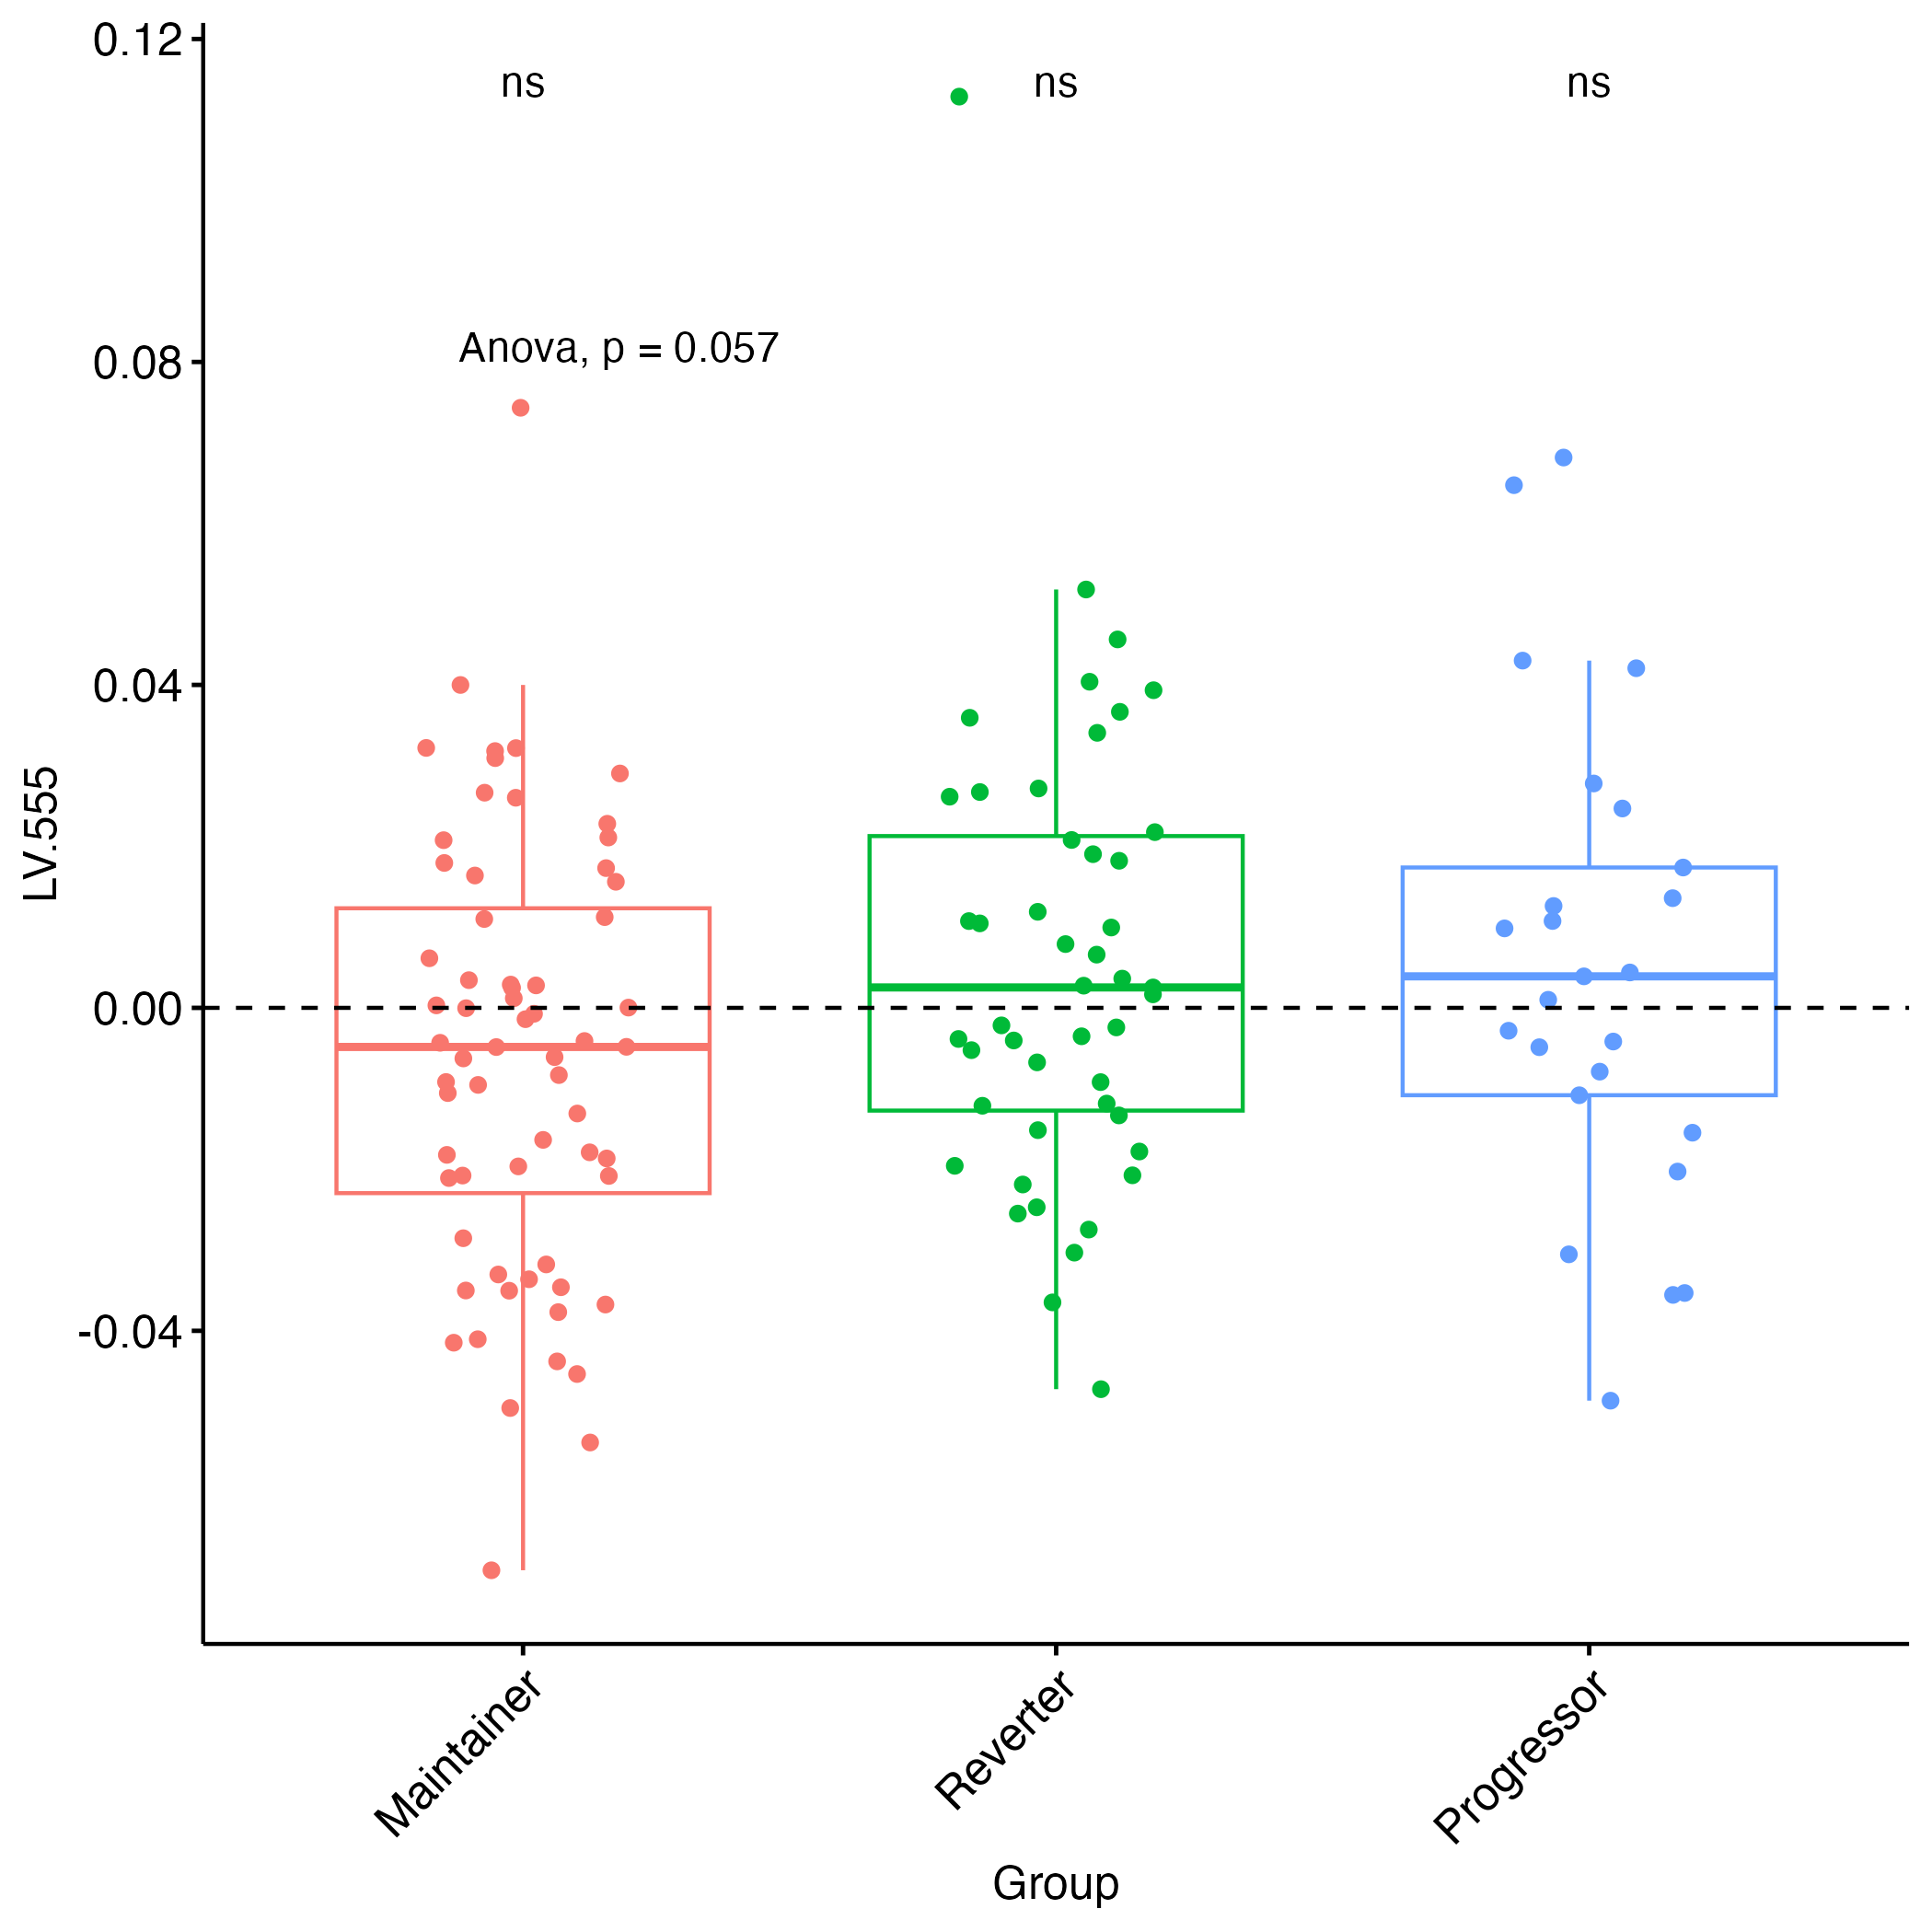 0.12
ns
ns
ns
Anova, p = 0.057
0.08
0.04
LV.555
0.00
-0.04
Maintainer
Reverter
Progressor
Group